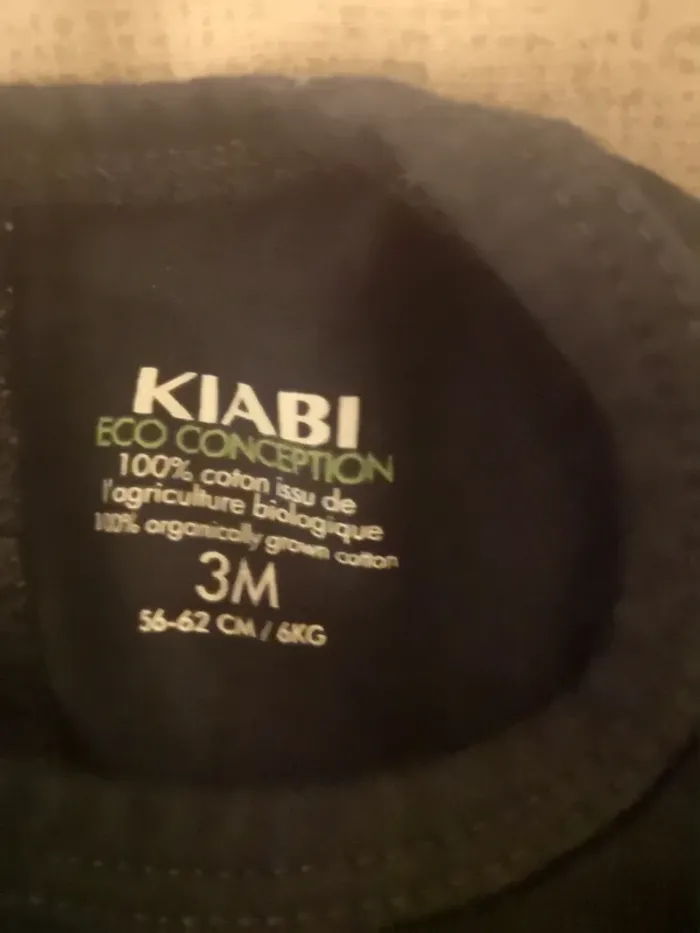 KIABI
ECO CONCEPTION
100% coton issu de
l'agriculture biologique
100% organically grown cotton
3M
56-62 CM / 6KG